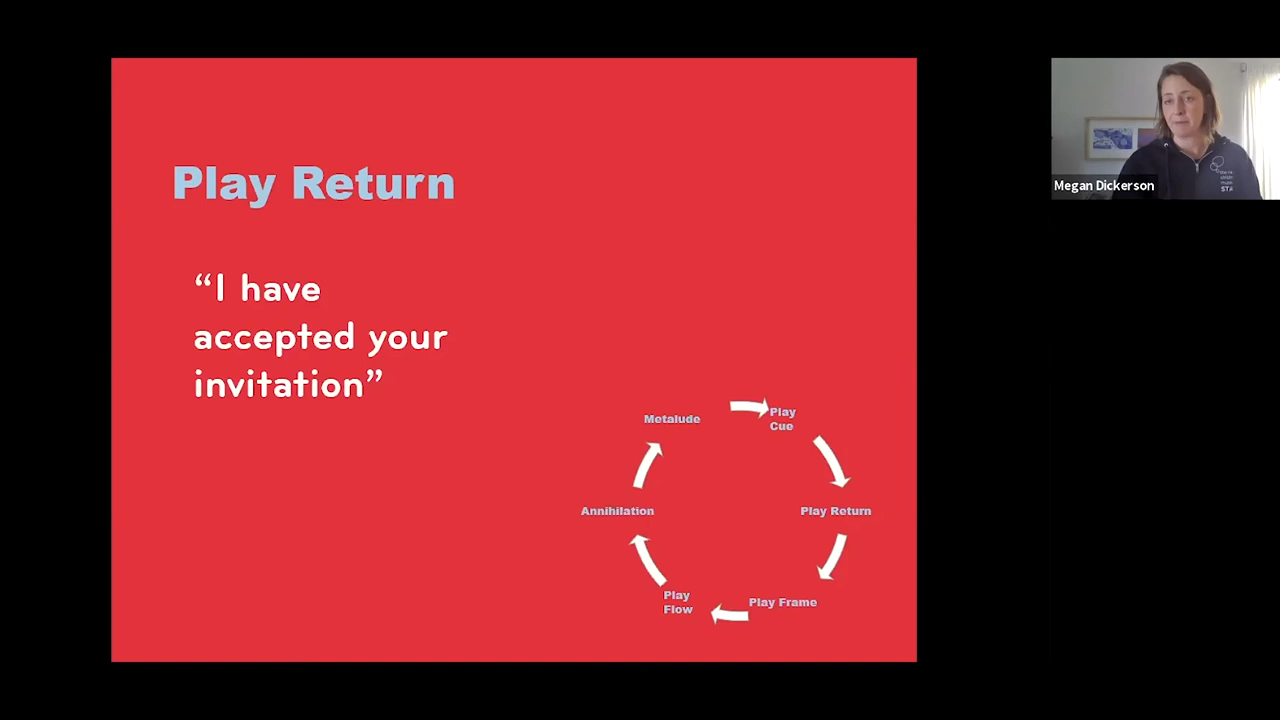 Play Return
“I have
accepted your
invitation”
Metalude
Play
Cue
Annihilation
Play Return
Play
Flow
Play Frame
Megan Dickerson